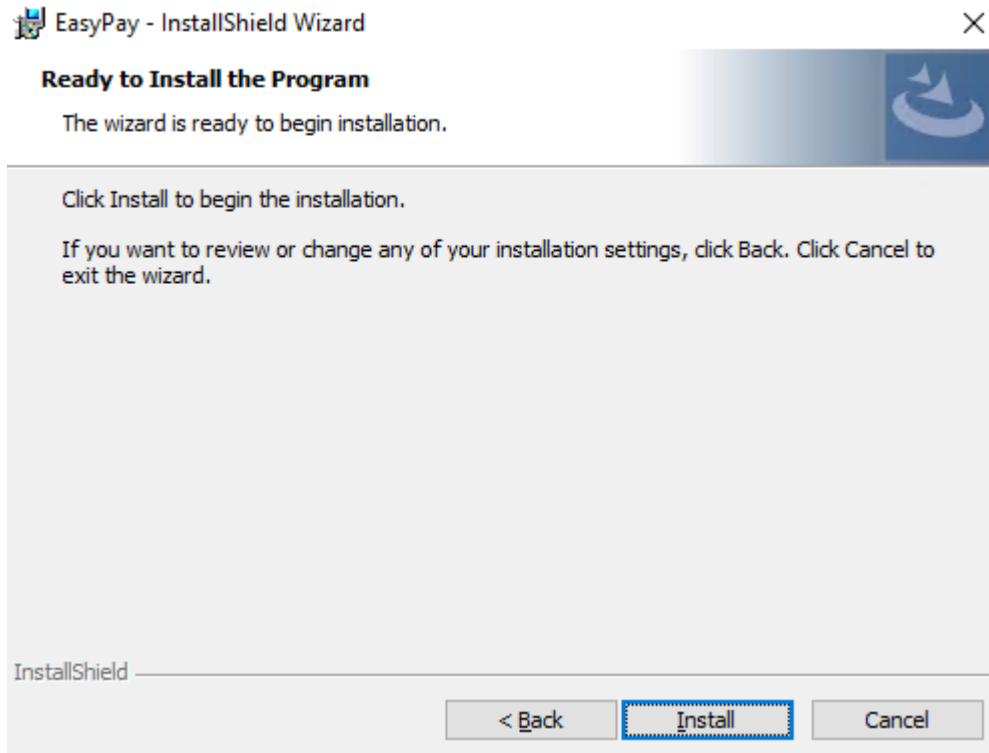 EasyPay - InstallShield Wizard
Ready to Install the Program
The wizard is ready to begin installation.
Click Install to begin the installation.
If you want to review or change any of your installation settings, click Back. Click Cancel to
exit the wizard.
InstallShield
< Back
Install
Cancel